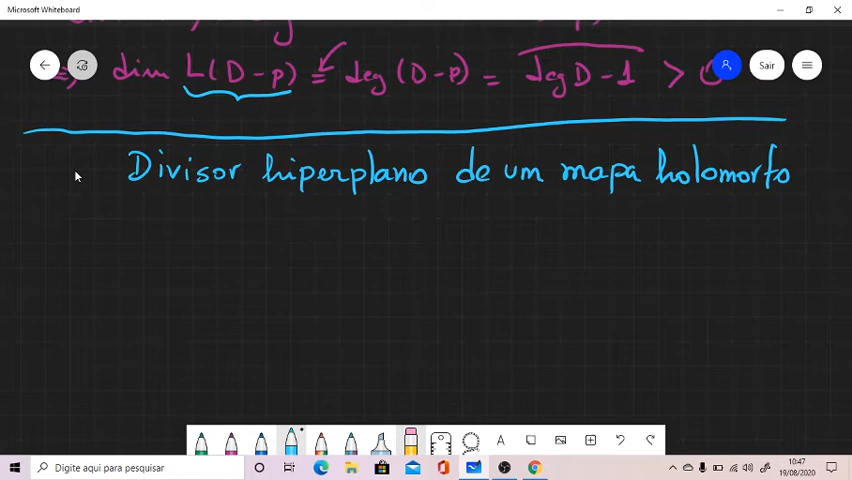 Microsoft Whiteboard
Sair
=> dim L(D-p) = deg(D-p) = deg D-1 > 0
Divisor hiperplano de um mapa holomorfo
Digite aqui para pesquisar
10:47
19/08/2020